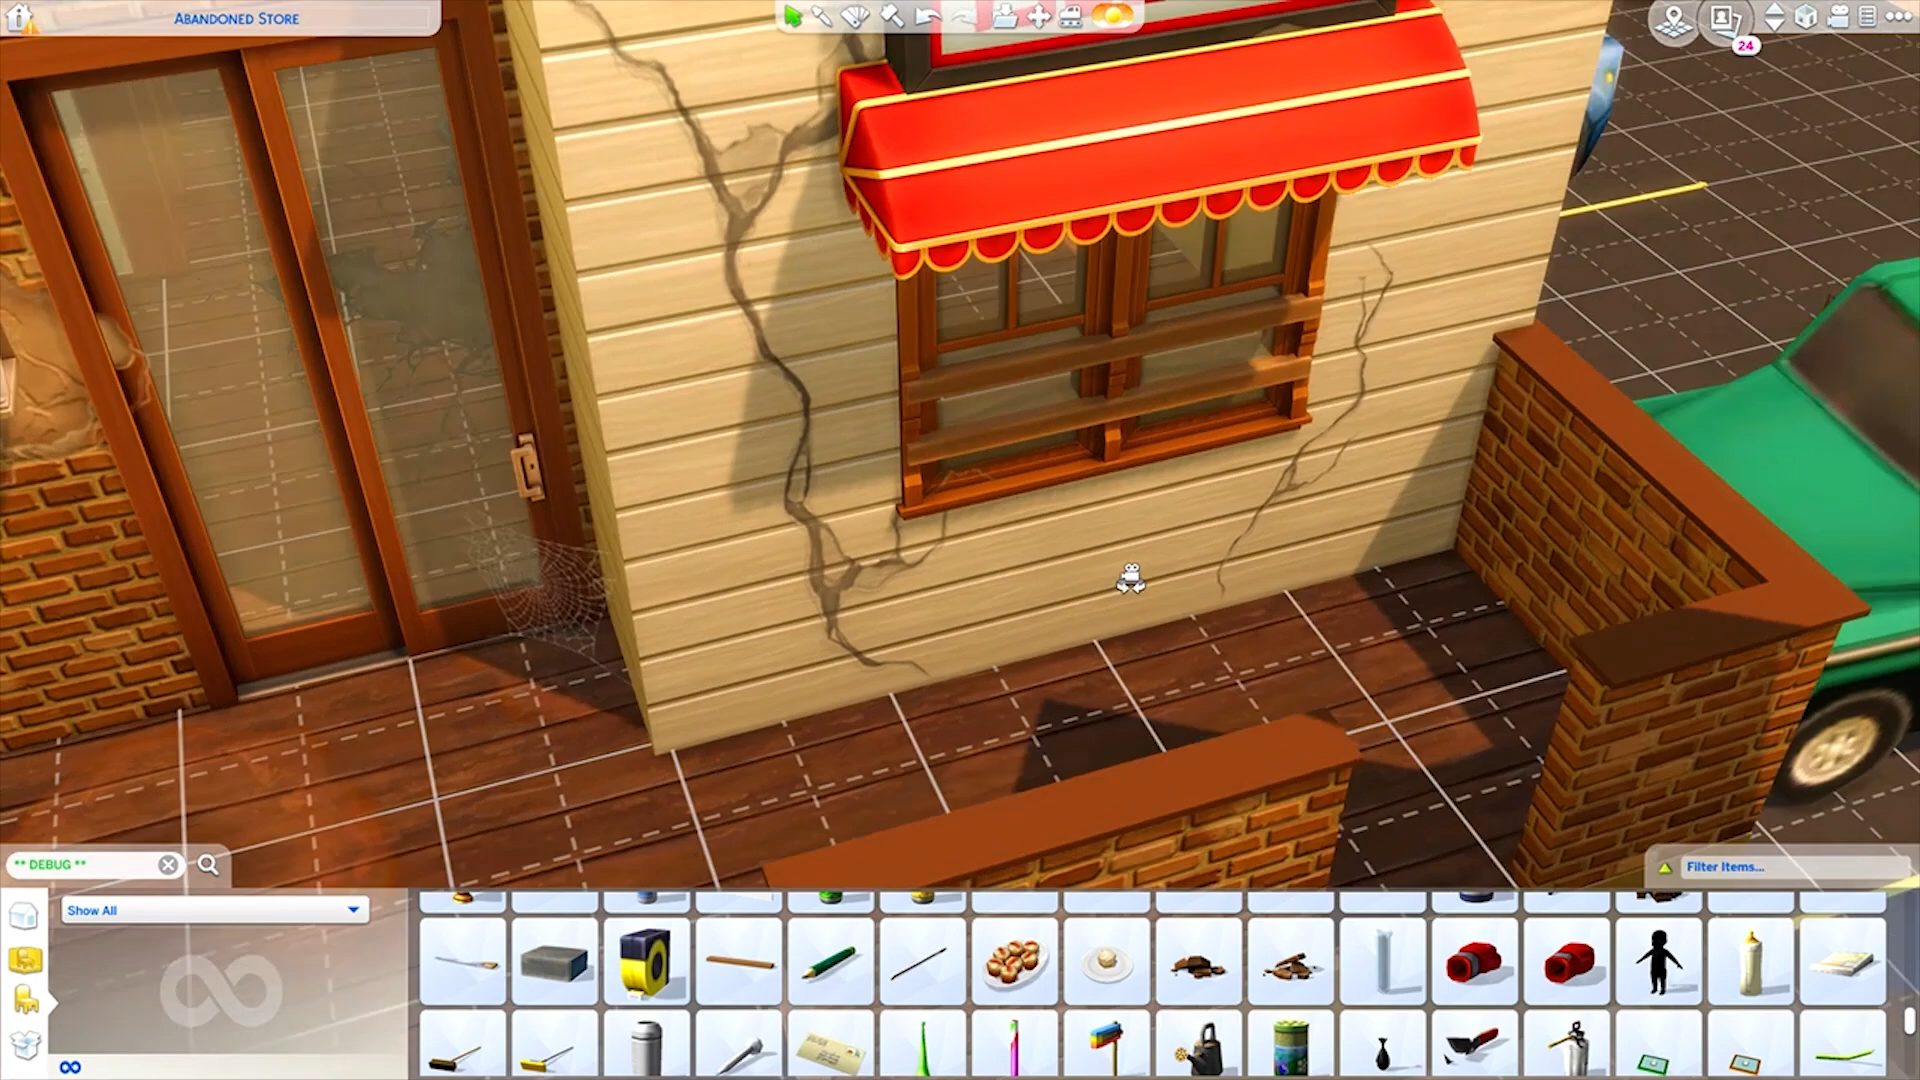 ABANDONED STORE
24
** DEBUG **
Filter Items...
Show All